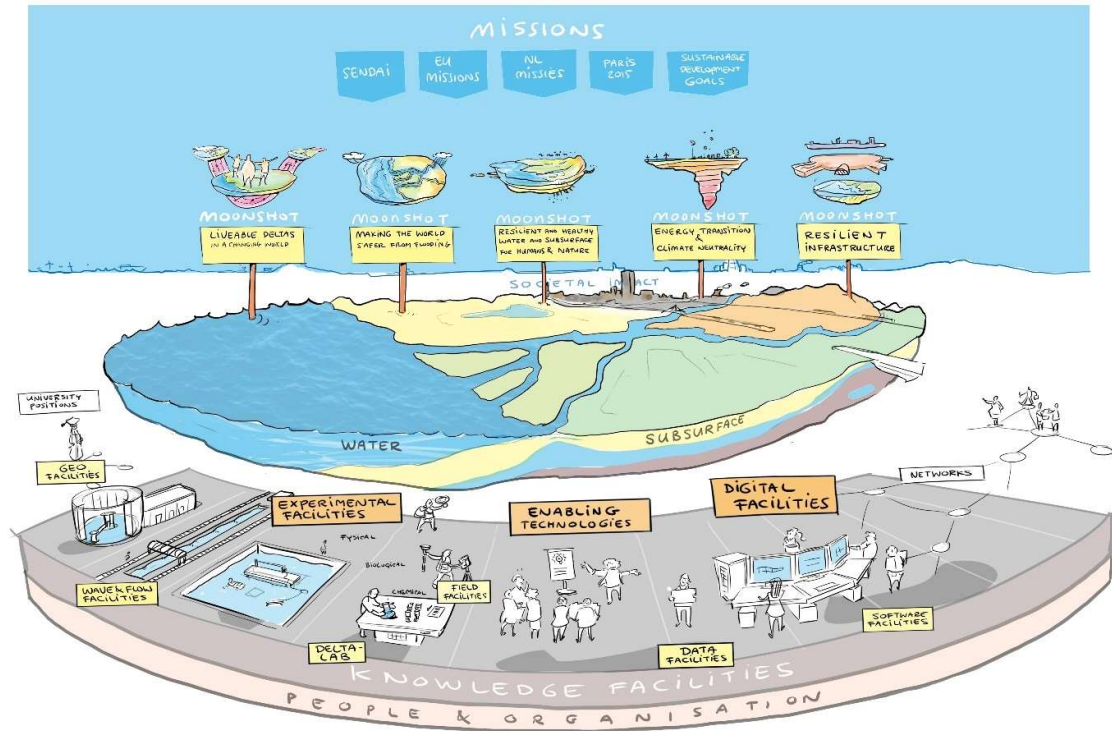 MISSIONS
SENDAI
EU
MISSIONS
NL
MISSIES
PARIS
2015
SUSTAINABLE
DEVELOPMENT
GOALS
MOONSHOT
LIVEABLE DELTAS
IN A CHANGING WORLD
MOONSHOT
MAKING THE WORLD
SAFER FROM FLOODING
MOONSHOT
RESILIENT AND HEALTHY
WATER AND SUBSURFACE
FOR HUMANS & NATURE
MOONSHOT
ENERGY TRANSITION
&
CLIMATE NEUTRALITY
MOONSHOT
RESILIENT
INFRASTRUCTURE
SOCIETAL IMPACT
WATER
SUBSURFACE
UNIVERSITY
POSITIONS
GEO
FACILITIES
EXPERIMENTAL
FACILITIES
ENABLING
TECHNOLOGIES
DIGITAL
FACILITIES
NETWORKS
FYSICAL
BIOLOGICAL
CHEMICAL
WAVE & FLOW
FACILITIES
FIELD
FACILITIES
DELTA-
LAB
DATA
FACILITIES
SOFTWARE
FACILITIES
KNOWLEDGE FACILITIES
PEOPLE & ORGANISATION